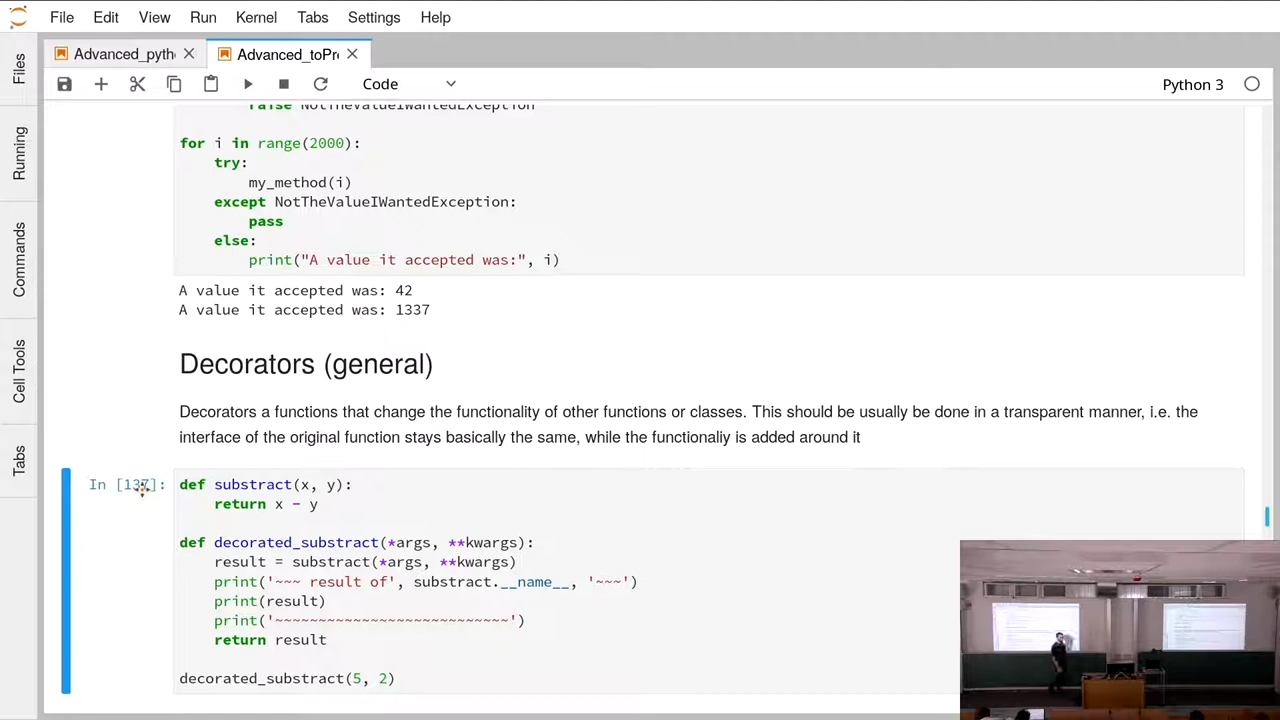 File Edit View Run Kernel Tabs Settings Help
Advanced_pyth
Advanced_toPr
Code
Python 3
Files
Running
Commands
Cell Tools
Tabs
raise NotTheValueIWantedException
for i in range(2000):
try:
my_method(i)
except NotTheValueIWantedException:
pass
else:
print("A value it accepted was:", i)
A value it accepted was: 42
A value it accepted was: 1337
Decorators (general)
Decorators a functions that change the functionality of other functions or classes. This should be usually be done in a transparent manner, i.e. the
interface of the original function stays basically the same, while the functionaliy is added around it
In [137]:
def substract(x, y):
return x - y
def decorated_substract(*args, **kwargs):
result = substract(*args, **kwargs)
print('~~~ result of', substract.__name__, '~~~')
print(result)
print('~~~~~~~~~~~~~~~~~~~~~~~~~~~')
return result
decorated_substract(5, 2)